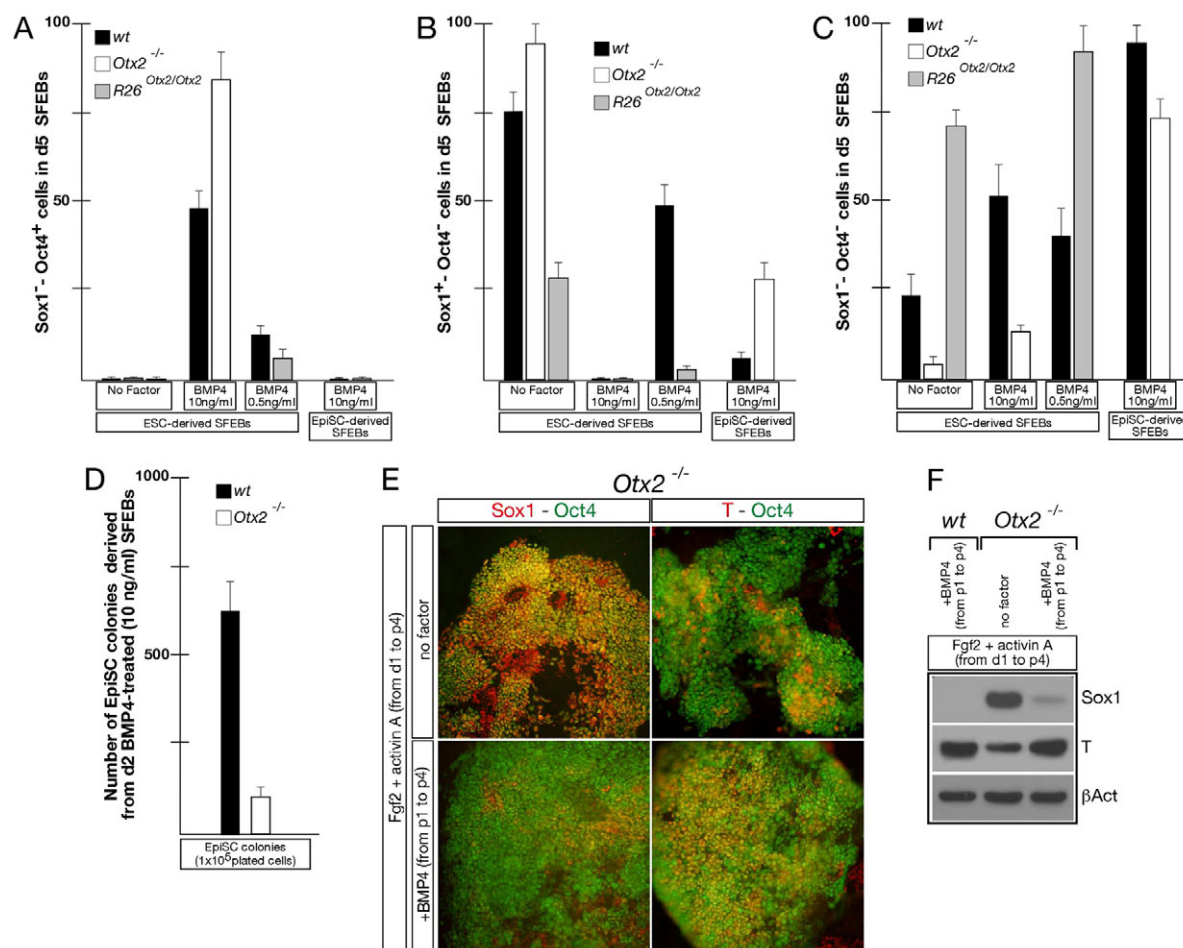 A
Sox1⁻- Oct4⁺ cells in d5 SFEBs
100
50
wt
Otx2 -/-
R26 Otx2/Otx2
No Factor
BMP4
10ng/ml
BMP4
0.5ng/ml
BMP4
10ng/ml
ESC-derived SFEBs
EpiSC-derived
SFEBs
B
Sox1⁺- Oct4⁻ cells in d5 SFEBs
100
50
wt
Otx2 -/-
R26 Otx2/Otx2
No Factor
BMP4
10ng/ml
BMP4
0.5ng/ml
BMP4
10ng/ml
ESC-derived SFEBs
EpiSC-derived
SFEBs
C
Sox1⁻- Oct4⁻ cells in d5 SFEBs
100
50
wt
Otx2 -/-
R26 Otx2/Otx2
No Factor
BMP4
10ng/ml
BMP4
0.5ng/ml
BMP4
10ng/ml
ESC-derived SFEBs
EpiSC-derived
SFEBs
D
Number of EpiSC colonies derived
from d2 BMP4-treated (10 ng/ml) SFEBs
1000
500
wt
Otx2 -/-
EpiSC colonies
(1x10⁵plated cells)
E
Otx2 -/-
Sox1 - Oct4
T - Oct4
Fgf2 + activin A (from d1 to p4)
no factor
+BMP4 (from p1 to p4)
F
wt
Otx2 -/-
+BMP4
(from p1 to p4)
no factor
+BMP4
(from p1 to p4)
Fgf2 + activin A
(from d1 to p4)
Sox1
T
βAct